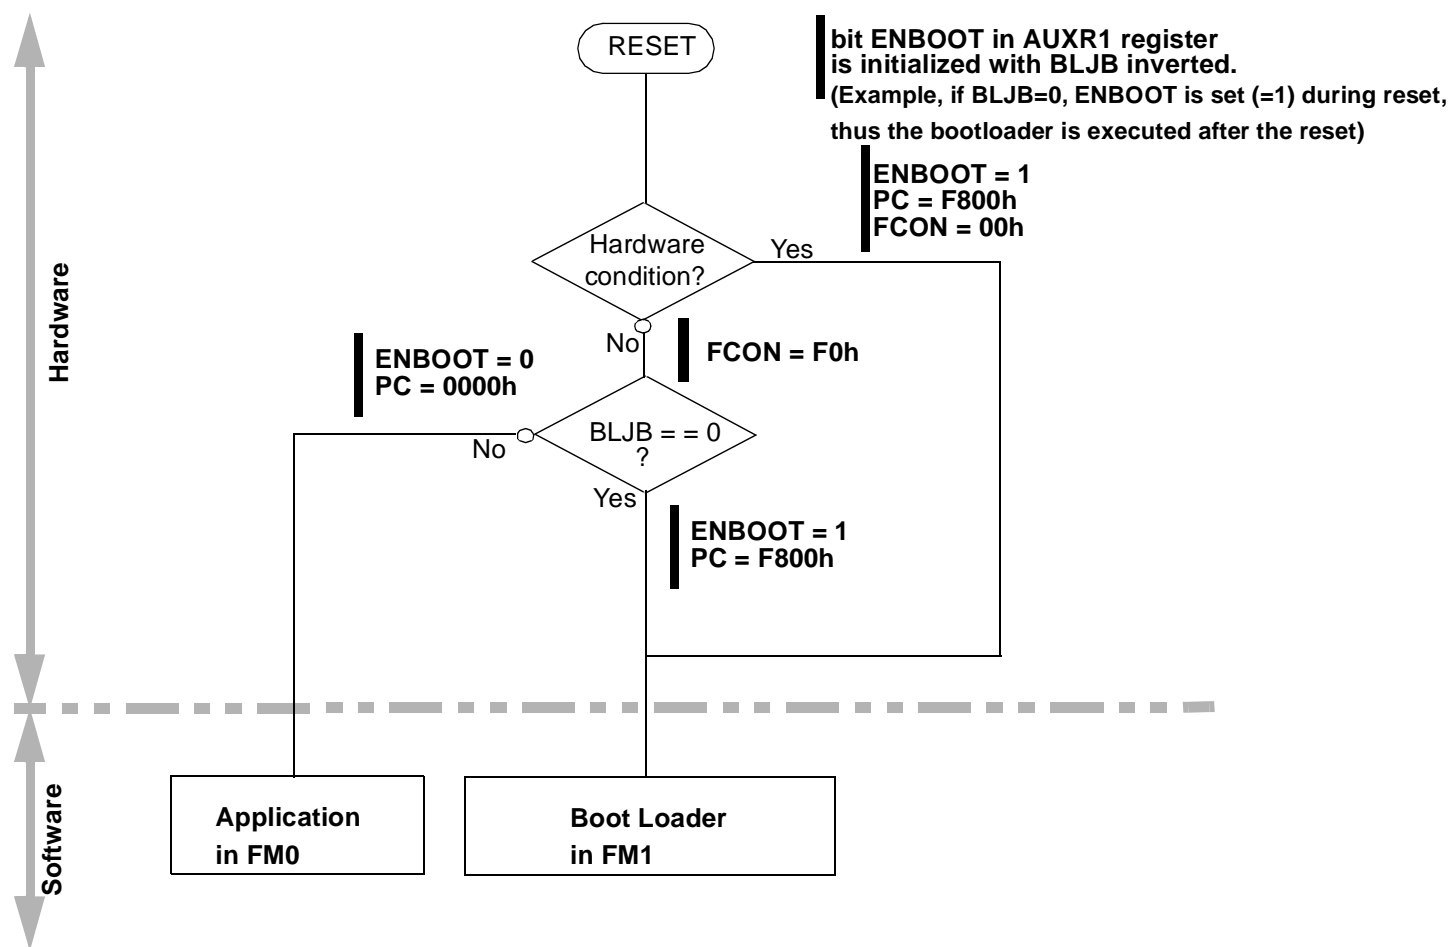 RESET
bit ENBOOT in AUXR1 register
is initialized with BLJB inverted.
(Example, if BLJB=0, ENBOOT is set (=1) during reset,
thus the bootloader is executed after the reset)
ENBOOT = 1
PC = F800h
FCON = 00h
Hardware
condition?
Yes
No
FCON = F0h
Hardware
ENBOOT = 0
PC = 0000h
BLJB = = 0
?
No
Yes
ENBOOT = 1
PC = F800h
Software
Application
in FM0
Boot Loader
in FM1